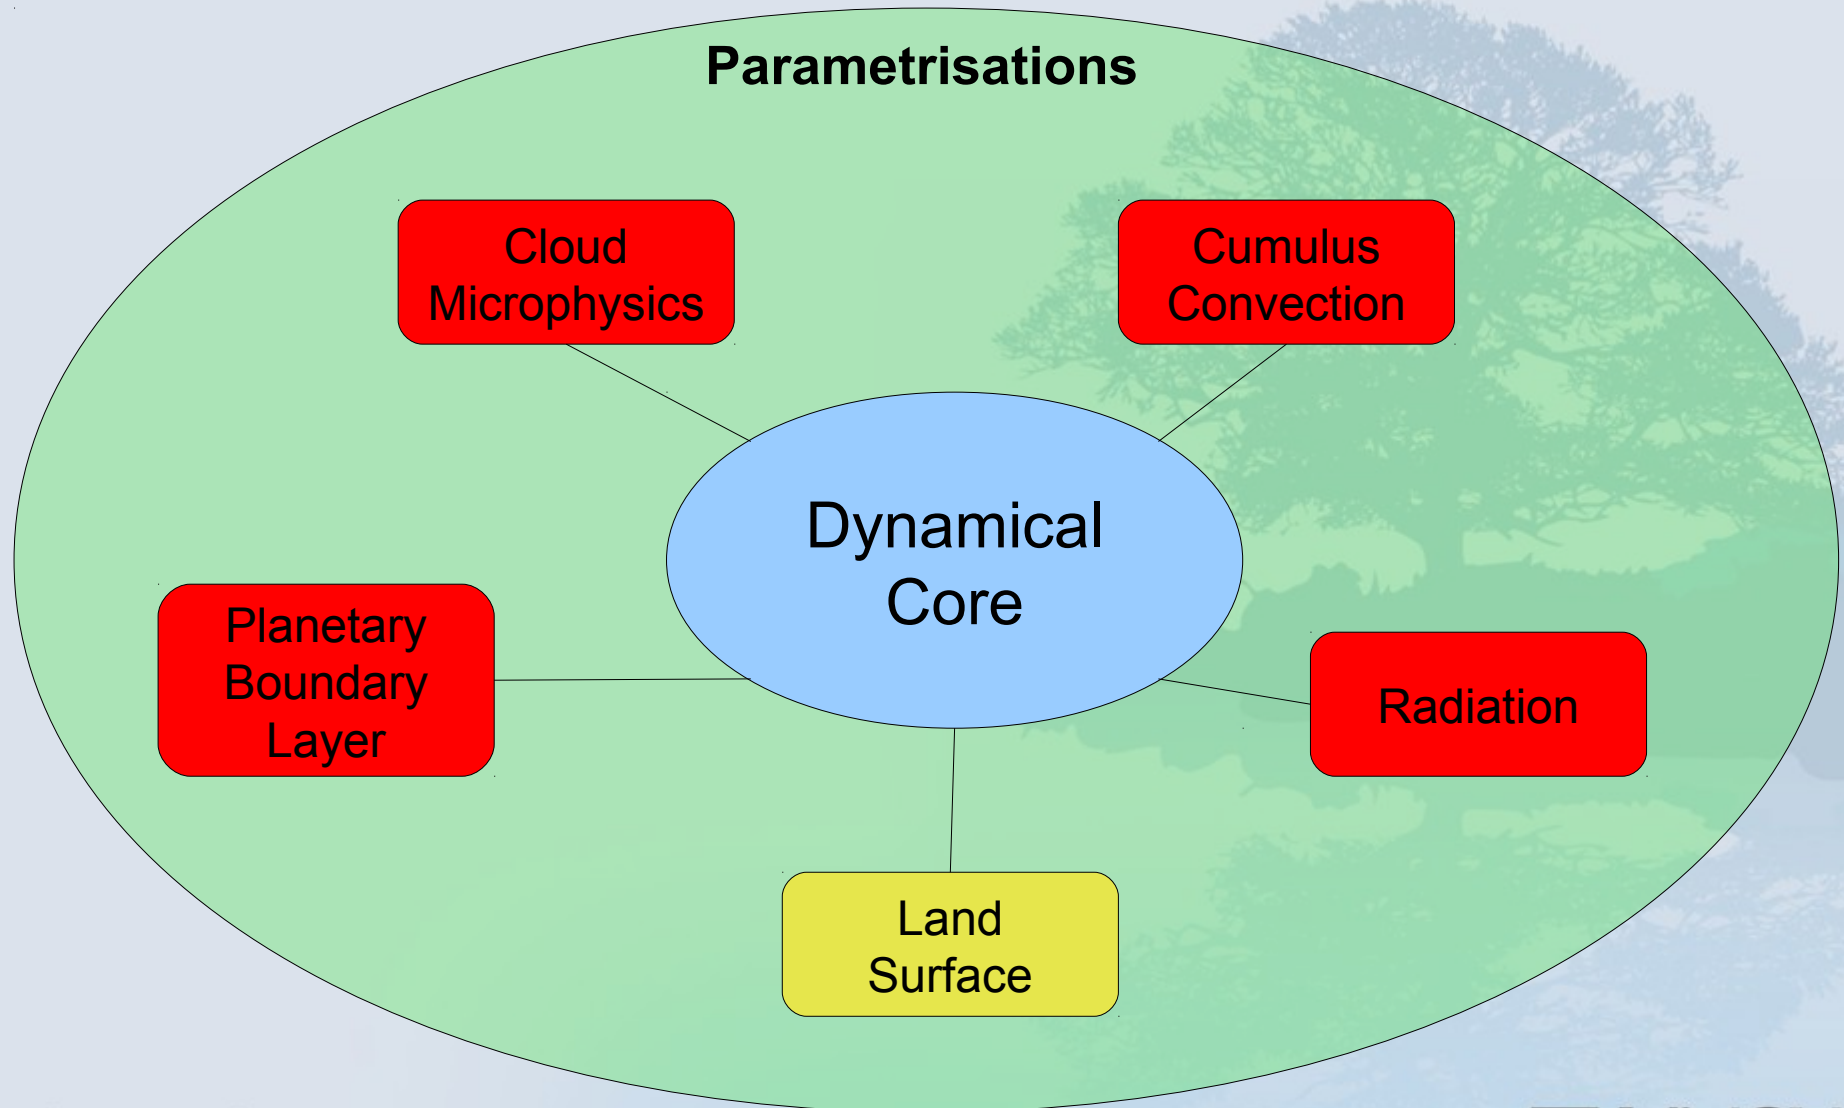 Parametrisations
Cloud
Microphysics
Cumulus
Convection
Dynamical
Core
Planetary
Boundary
Layer
Radiation
Land
Surface